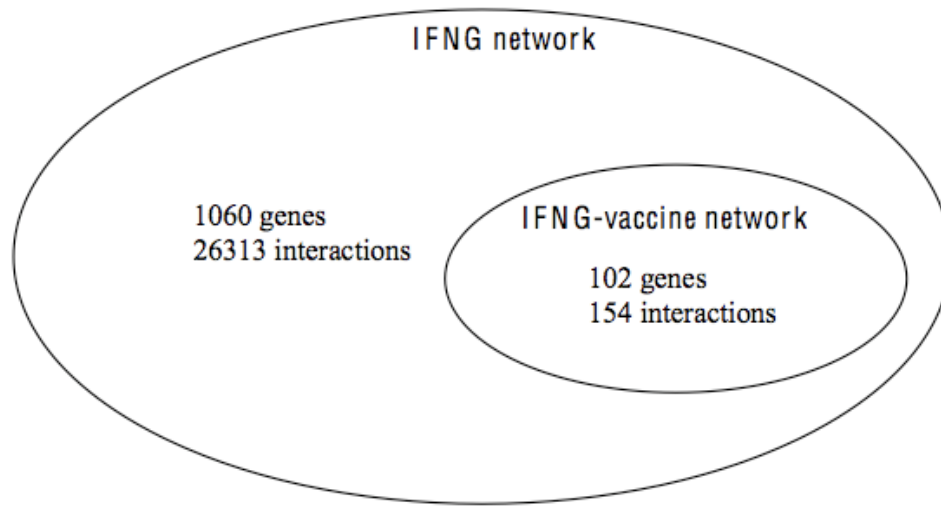 IFNG network
1060 genes
26313 interactions
IFNG-vaccine network
102 genes
154 interactions